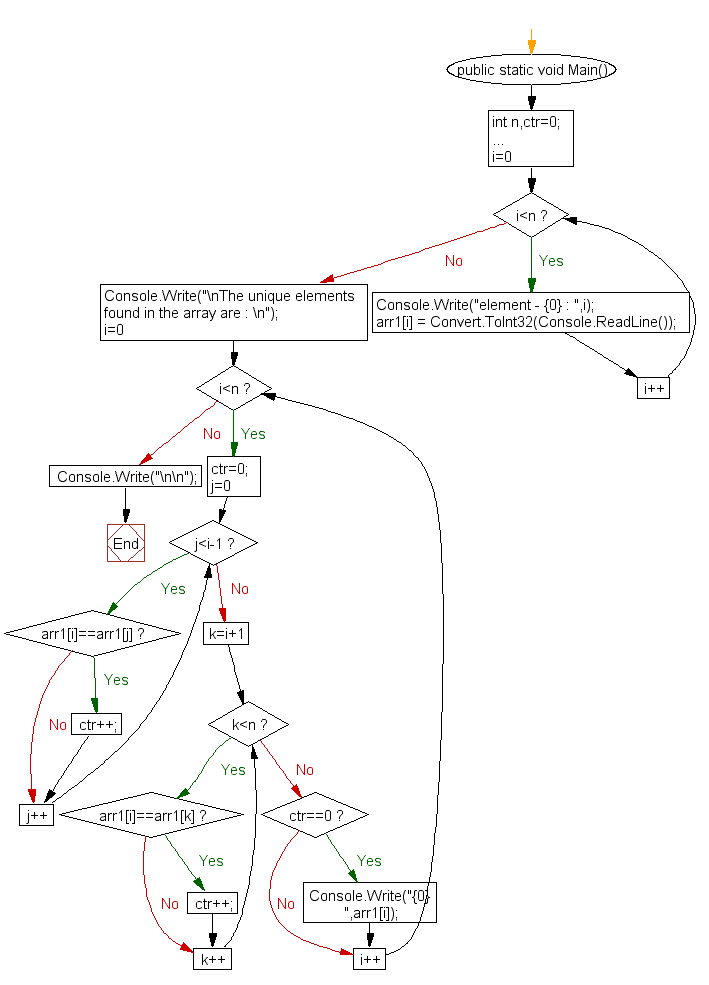 public static void Main()
int n,ctr=0;
...
i=0
i<n ?
No
Yes
Console.Write("\nThe unique elements
found in the array are : \n");
i=0
Console.Write("element - {0} : ",i);
arr1[i] = Convert.ToInt32(Console.ReadLine());
i++
i<n ?
No
Yes
Console.Write("\n\n");
ctr=0;
j=0
End
j<i-1 ?
Yes
No
arr1[i]==arr1[j] ?
k=i+1
Yes
No
ctr++;
k<n ?
Yes
No
j++
arr1[i]==arr1[k] ?
ctr==0 ?
Yes
Yes
No
ctr++;
No
Console.Write("{0}
",arr1[i]);
k++
i++